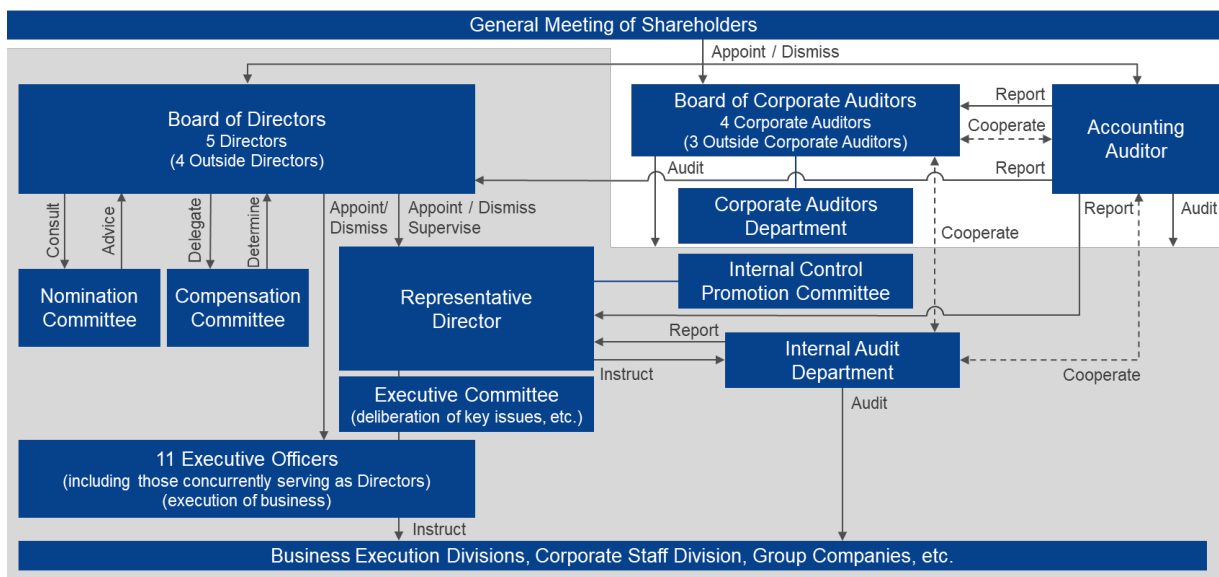 General Meeting of Shareholders
Appoint / Dismiss
Board of Directors
5 Directors
(4 Outside Directors)
Board of Corporate Auditors
4 Corporate Auditors
(3 Outside Corporate Auditors)
Report
Cooperate
Accounting
Auditor
Report
Audit
Corporate Auditors
Department
Consult
Advice
Delegate
Determine
Appoint/
Dismiss
Appoint / Dismiss
Supervise
Cooperate
Report
Audit
Nomination
Committee
Compensation
Committee
Representative
Director
Internal Control
Promotion Committee
Report
Instruct
Internal Audit
Department
Cooperate
Executive Committee
(deliberation of key issues, etc.)
Audit
11 Executive Officers
(including those concurrently serving as Directors)
(execution of business)
Instruct
Business Execution Divisions, Corporate Staff Division, Group Companies, etc.